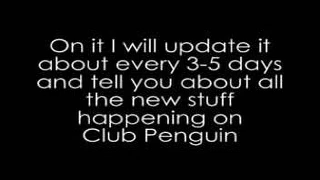 On it I will update it
about every 3-5 days
and tell you about all
the new stuff
happening on
Club Penguin